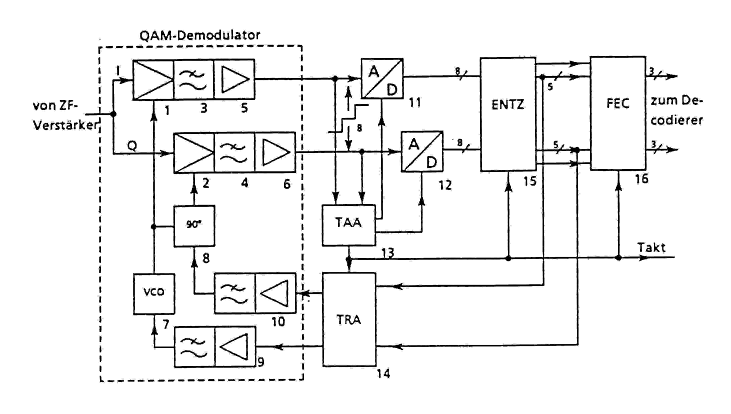 QAM-Demodulator
I
von ZF-
Verstärker
Q
1
3
5
2
4
6
90°
8
VCO
7
10
9
A
D
11
A
D
12
8
8
8
TAA
13
TRA
14
ENTZ
15
5
5
FEC
16
3
3
zum De-
codierer
Takt